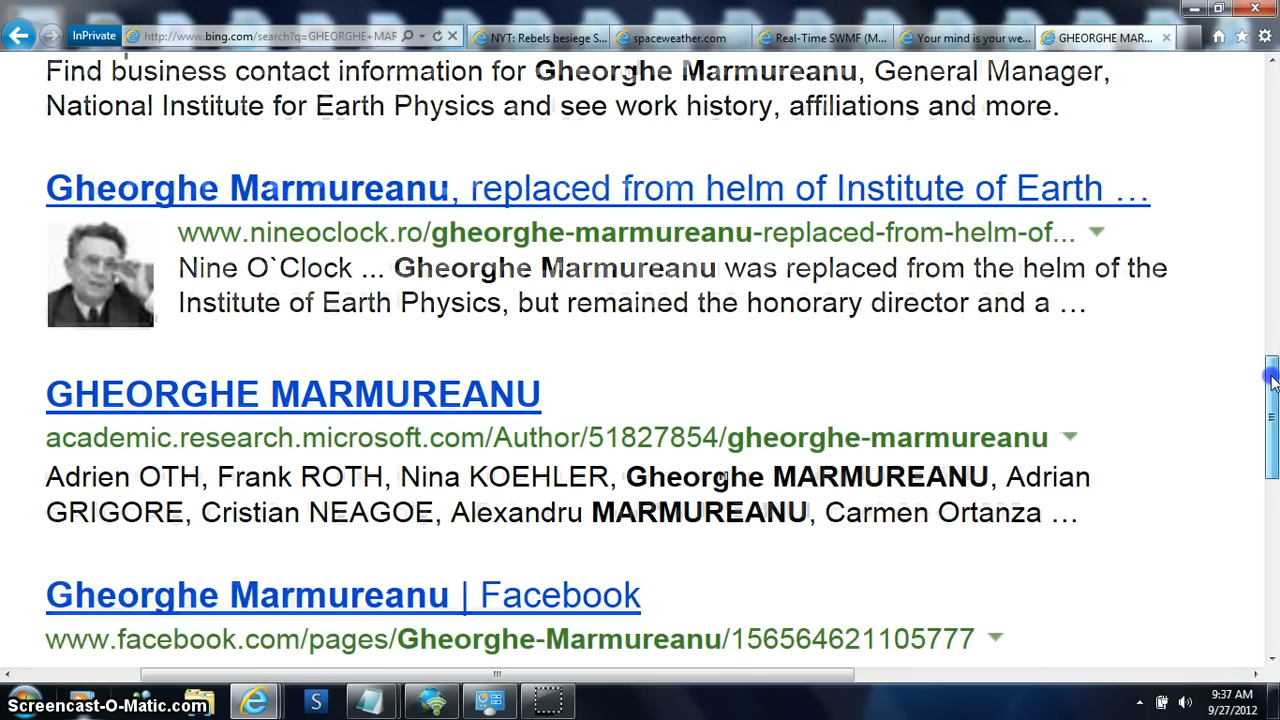 InPrivate
http://www.bing.com/search?q=GHEORGHE+MAR
NYT: Rebels besiege S...
spaceweather.com
Real-Time SWMF (M...
Your mind is your we...
GHEORGHE MAR...
Find business contact information for Gheorghe Marmureanu, General Manager,
National Institute for Earth Physics and see work history, affiliations and more.
Gheorghe Marmureanu, replaced from helm of Institute of Earth ...
www.nineoclock.ro/gheorghe-marmureanu-replaced-from-helm-of...
Nine O`Clock ... Gheorghe Marmureanu was replaced from the helm of the
Institute of Earth Physics, but remained the honorary director and a ...
GHEORGHE MARMUREANU
academic.research.microsoft.com/Author/51827854/gheorghe-marmureanu
Adrien OTH, Frank ROTH, Nina KOEHLER, Gheorghe MARMUREANU, Adrian
GRIGORE, Cristian NEAGOE, Alexandru MARMUREANU, Carmen Ortanza ...
Gheorghe Marmureanu | Facebook
www.facebook.com/pages/Gheorghe-Marmureanu/156564621105777
S
9:37 AM
9/27/2012
Screencast-O-Matic.com